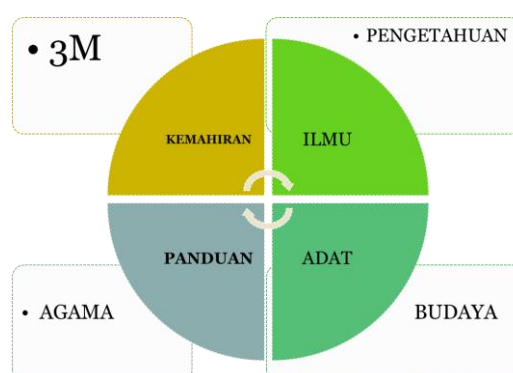 • 3M
• PENGETAHUAN
KEMAHIRAN
ILMU
PANDUAN
ADAT
• AGAMA
BUDAYA